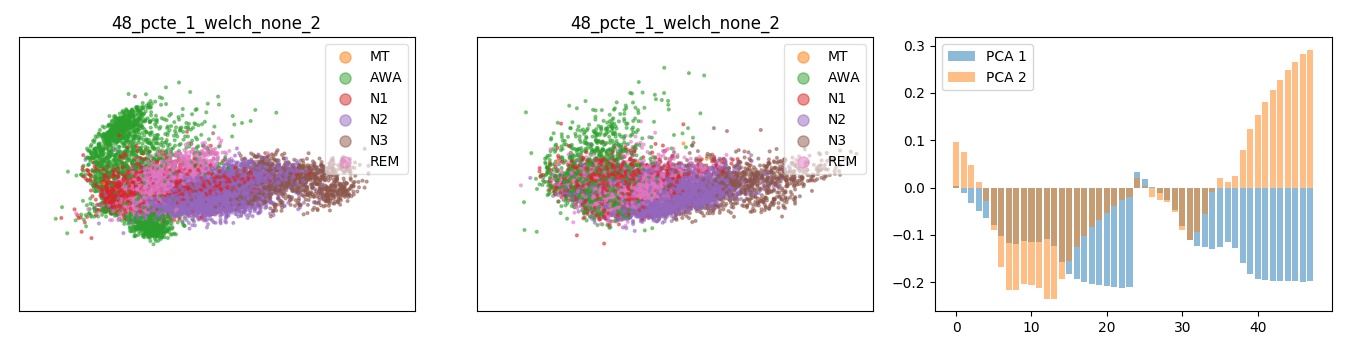 48_pcte_1_welch_none_2
MT
AWA
N1
N2
N3
REM
48_pcte_1_welch_none_2
MT
AWA
N1
N2
N3
REM
PCA 1
PCA 2
0.3
0.2
0.1
0.0
−0.1
−0.2
0 10 20 30 40